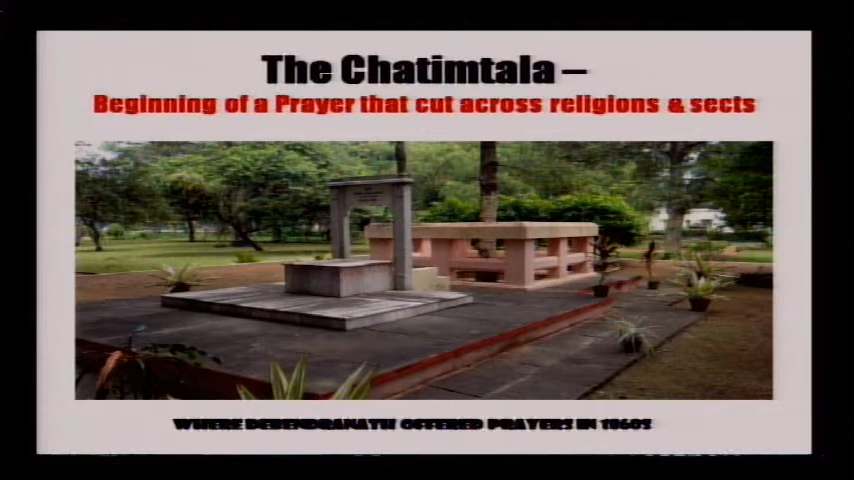 The Chatimtala –
Beginning of a Prayer that cut across religions & sects
WHERE DEBENDRANATH OFFERED PRAYERS IN 1860S